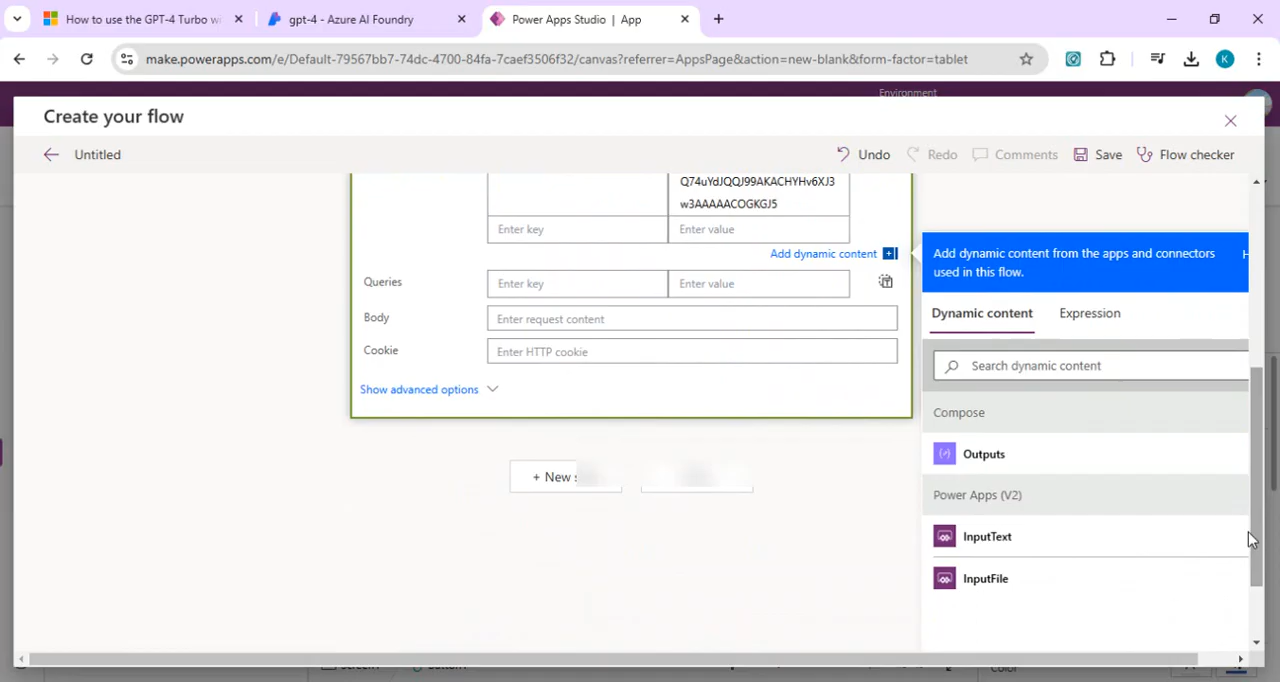 How to use the GPT-4 Turbo w
gpt-4 - Azure AI Foundry
Power Apps Studio | App
make.powerapps.com/e/Default-79567bb7-74dc-4700-84fa-7caef3506f32/canvas?referrer=AppsPage&action=new-blank&form-factor=tablet
K
Environment
Create your flow
Untitled
Undo
Redo
Comments
Save
Flow checker
Q74uYdJQQJ99AKACHYHv6XJ3
w3AAAAACOGKGJ5
Enter key
Enter value
Add dynamic content
Queries
Enter key
Enter value
Body
Enter request content
Cookie
Enter HTTP cookie
Show advanced options
+ New
Add dynamic content from the apps and connectors
used in this flow.
Dynamic content
Expression
Search dynamic content
Compose
Outputs
Power Apps (V2)
InputText
InputFile
Color